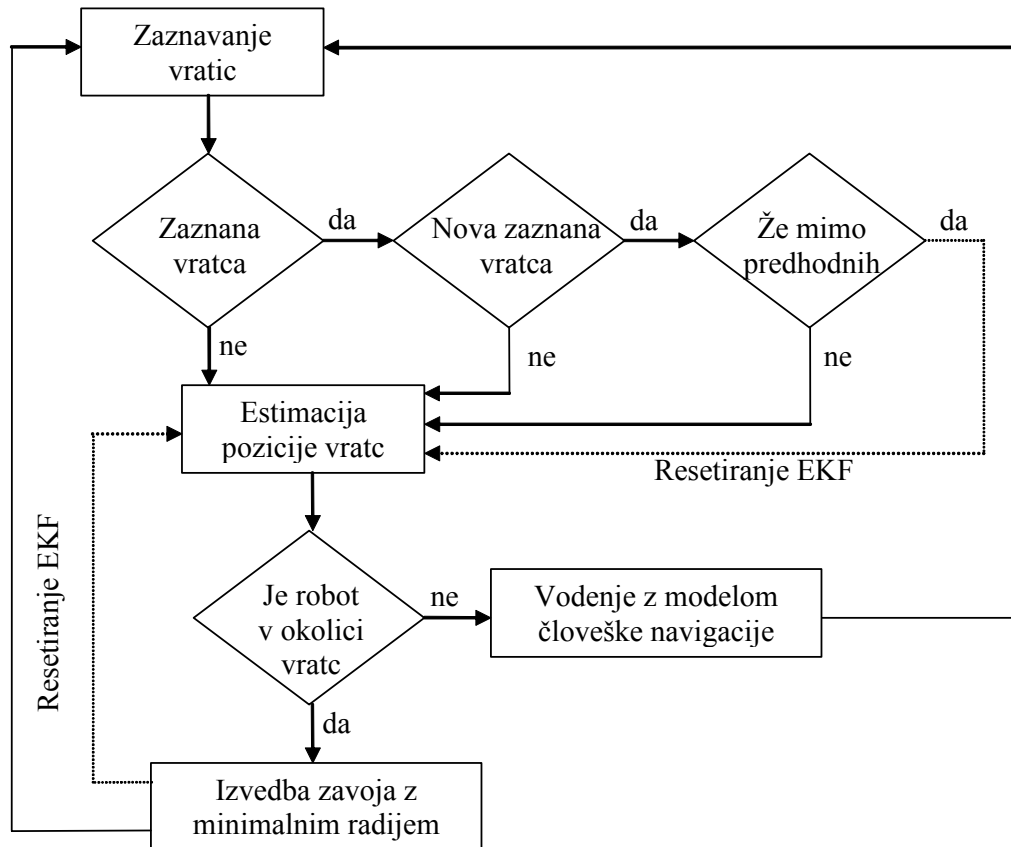 Zaznavanje
vratic
Zaznana
vratca
da
Nova zaznana
vratca
da
Že mimo
predhodnih
da
ne
ne
ne
Estimacija
pozicije vratc
Resetiranje EKF
Resetiranje EKF
Je robot
v okolici
vratc
ne
Vodenje z modelom
človeške navigacije
da
Izvedba zavoja z
minimalnim radijem